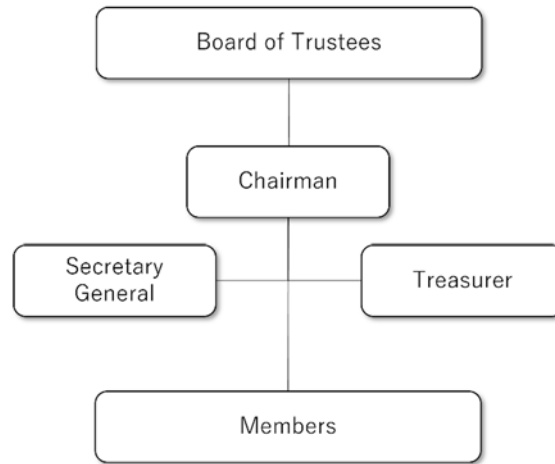 Board of Trustees
Chairman
Secretary
General
Treasurer
Members